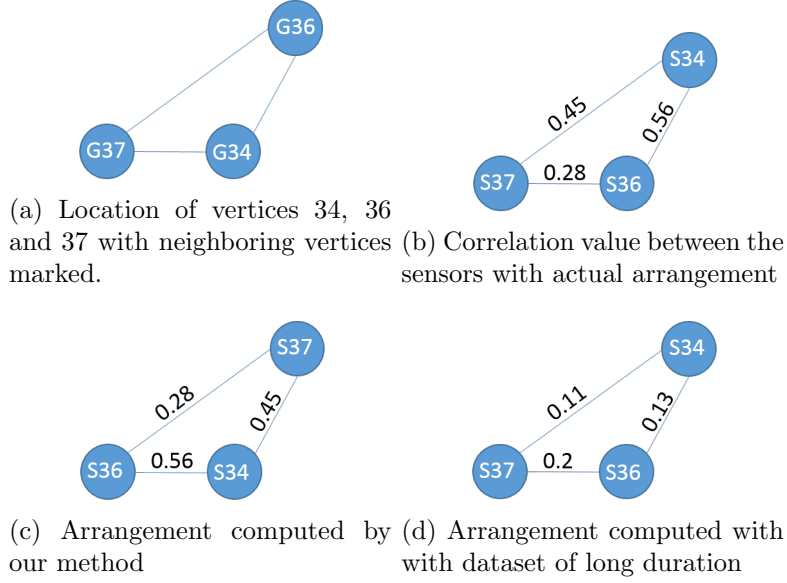 G36
G37
G34
(a) Location of vertices 34, 36
and 37 with neighboring vertices
marked.
S34
0.45
0.56
S37
0.28
S36
(b) Correlation value between the
sensors with actual arrangement
S37
0.28
0.45
S36
0.56
S34
(c) Arrangement computed by
our method
S34
0.11
0.13
S37
0.2
S36
(d) Arrangement computed with
with dataset of long duration